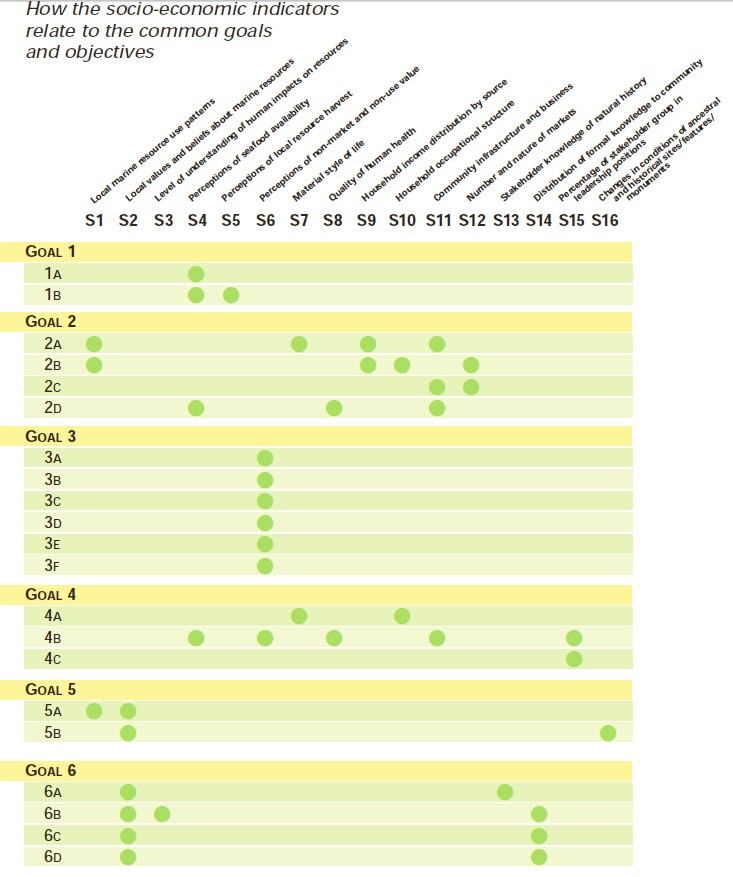 How the socio-economic indicators
relate to the common goals
and objectives
Local marine resource use patterns
Local values and beliefs about marine resources
Level of understanding of human impacts on resources
Perceptions of seafood availability
Perceptions of local resource harvest
Perceptions of non-market and non-use value
Material style of life
Quality of human health
Household income distribution by source
Household occupational structure
Community infrastructure and business
Number and nature of markets
Stakeholder knowledge of natural history
Distribution of formal knowledge to community
Percentage of stakeholder group in
leadership positions
Changes in conditions of ancestral
and historical sites/features/
monuments
S1 S2 S3 S4 S5 S6 S7 S8 S9 S10 S11 S12 S13 S14 S15 S16
GOAL 1
1A
1B
GOAL 2
2A
2B
2C
2D
GOAL 3
3A
3B
3C
3D
3E
3F
GOAL 4
4A
4B
4C
GOAL 5
5A
5B
GOAL 6
6A
6B
6C
6D